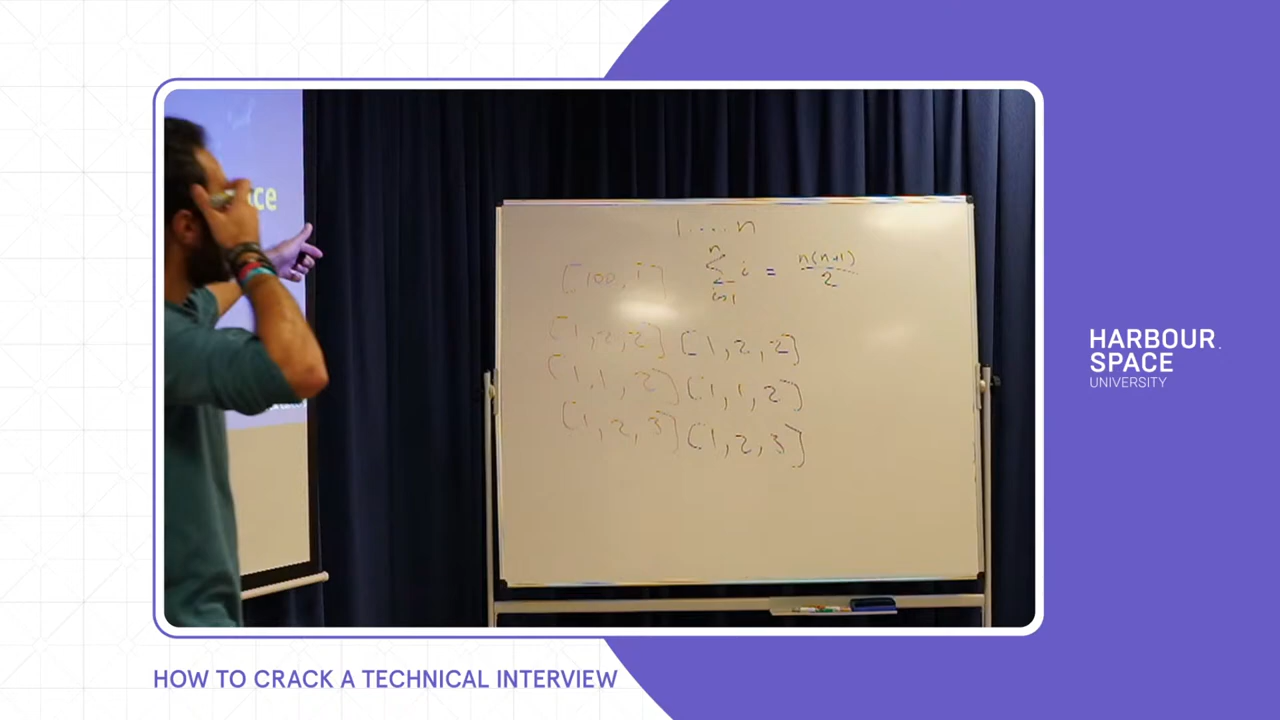 ce
1....n
[100, i]
n
∑ i = n(n+1)/2
i=1
[1,2,2] [1,2,2]
[1,1,2] [1,1,2]
[1,2,3] [1,2,3]
HARBOUR.
SPACE
UNIVERSITY
HOW TO CRACK A TECHNICAL INTERVIEW